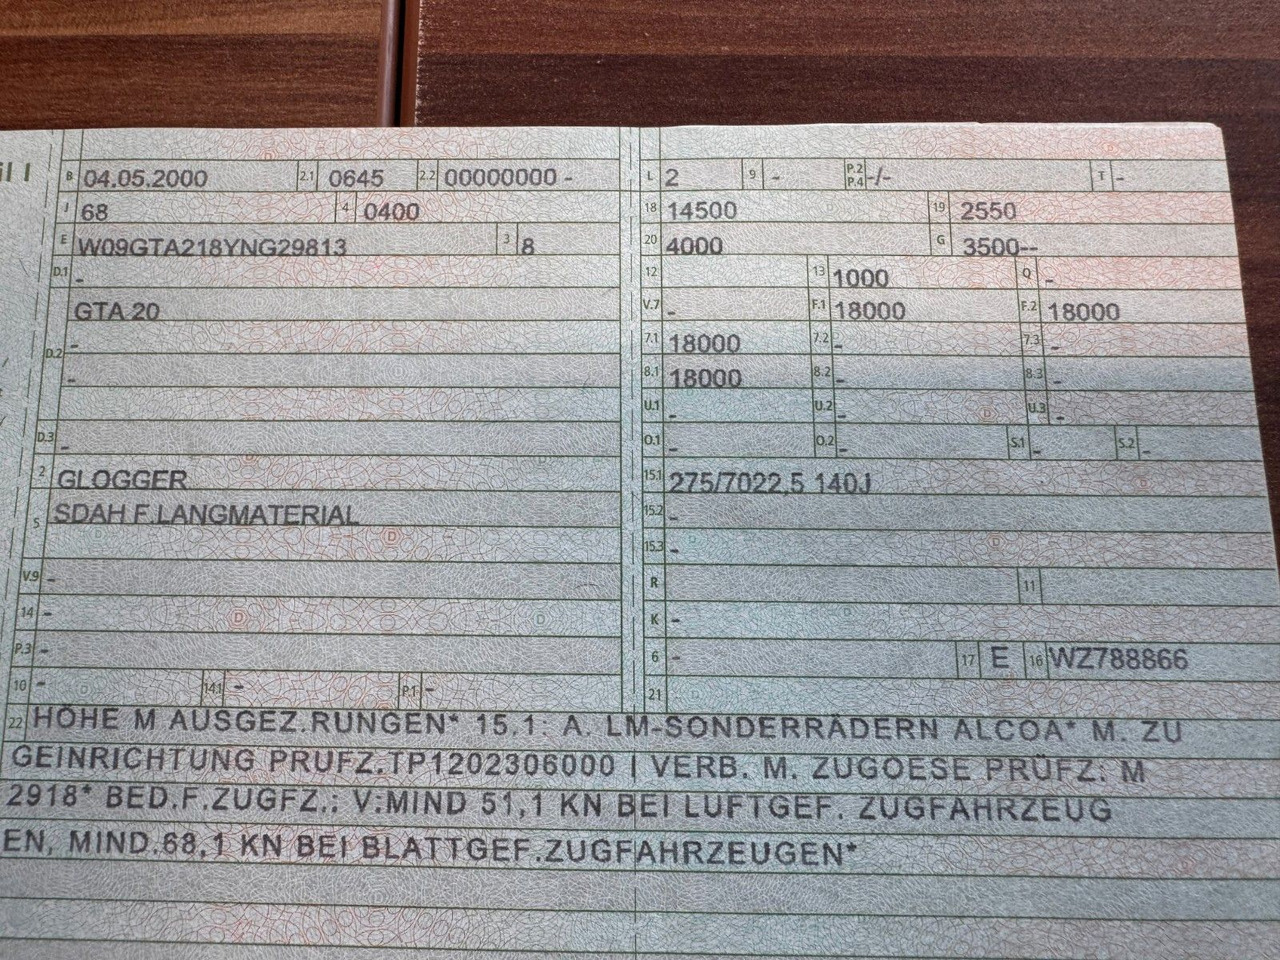 il I
B 04.05.2000 2.1 0645 2.2 00000000 -
J 68 4 0400
E W09GTA218YNG29813 3 8
D.1 -
GTA 20
D.2 -
-
D.3 -
2 GLOGGER
5 SDAH F.LANGMATERIAL
V.9 -
14 -
P.3 -
10 - 14.1 - P.1 -
L 2 9 - P.2 P.4 -/- T -
18 14500 19 2550
20 4000 G 3500--
12 - 13 1000 Q -
V.7 - F.1 18000 F.2 18000
7.1 18000 7.2 - 7.3 -
8.1 18000 8.2 - 8.3 -
U.1 - U.2 - U.3 -
O.1 - O.2 - S.1 - S.2 -
15.1 275/7022,5 140J
15.2 -
15.3 -
R 11
K -
6 - 17 E 16 WZ788866
21
22 HÖHE M AUSGEZ.RUNGEN* 15.1: A. LM-SONDERRÄDERN ALCOA* M. ZU
GEINRICHTUNG PRÜFZ.TP1202306000 I VERB. M. ZUGOESE PRÜFZ: M
2918* BED.F.ZUGFZ.: V:MIND 51,1 KN BEI LUFTGEF. ZUGFAHRZEUG
EN, MIND.68,1 KN BEI BLATTGEF.ZUGFAHRZEUGEN*